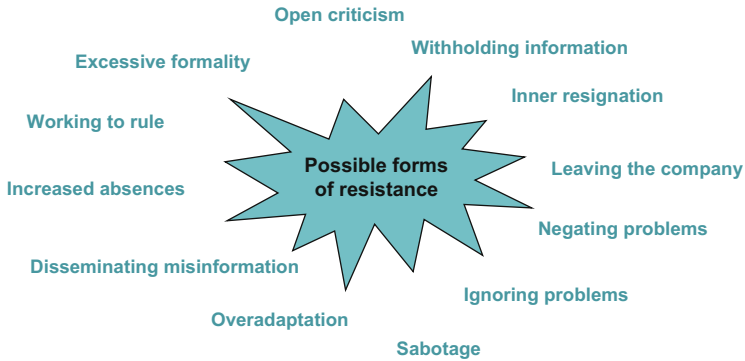 Open criticism
Withholding information
Excessive formality
Inner resignation
Working to rule
Possible forms
of resistance
Leaving the company
Increased absences
Negating problems
Disseminating misinformation
Ignoring problems
Overadaptation
Sabotage